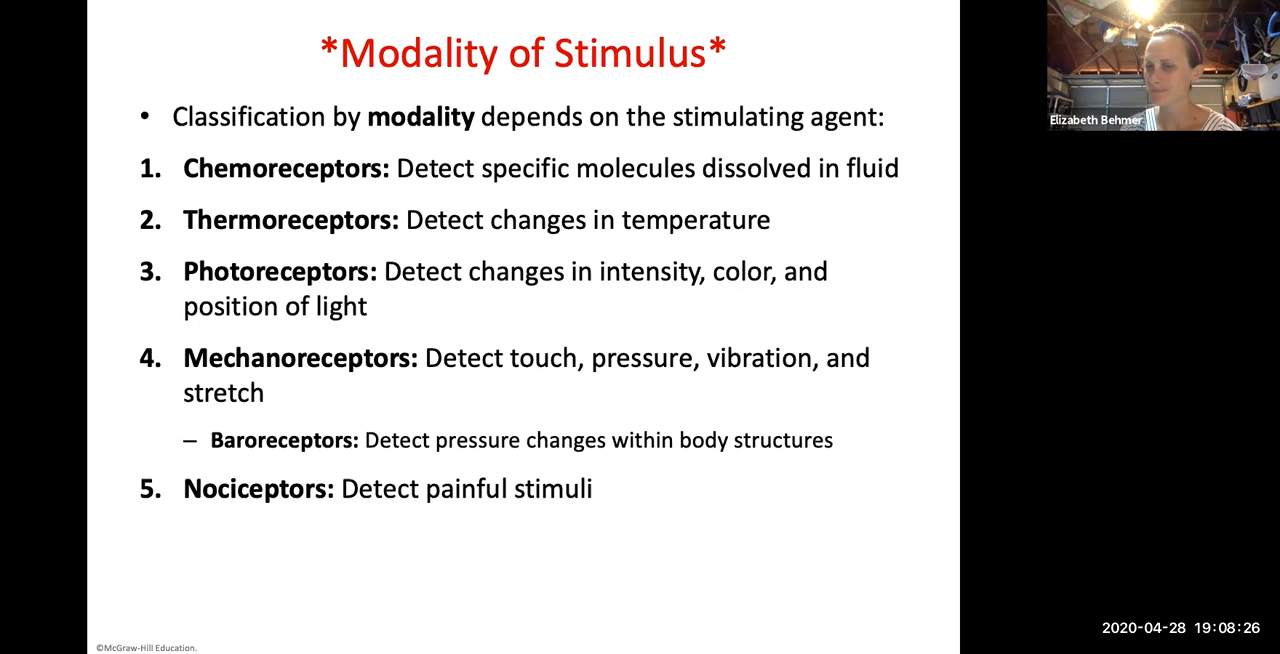 *Modality of Stimulus*
• Classification by modality depends on the stimulating agent:
1. Chemoreceptors: Detect specific molecules dissolved in fluid
2. Thermoreceptors: Detect changes in temperature
3. Photoreceptors: Detect changes in intensity, color, and
position of light
4. Mechanoreceptors: Detect touch, pressure, vibration, and
stretch
– Baroreceptors: Detect pressure changes within body structures
5. Nociceptors: Detect painful stimuli
©McGraw-Hill Education.
Elizabeth Behmer
2020-04-28 19:08:26